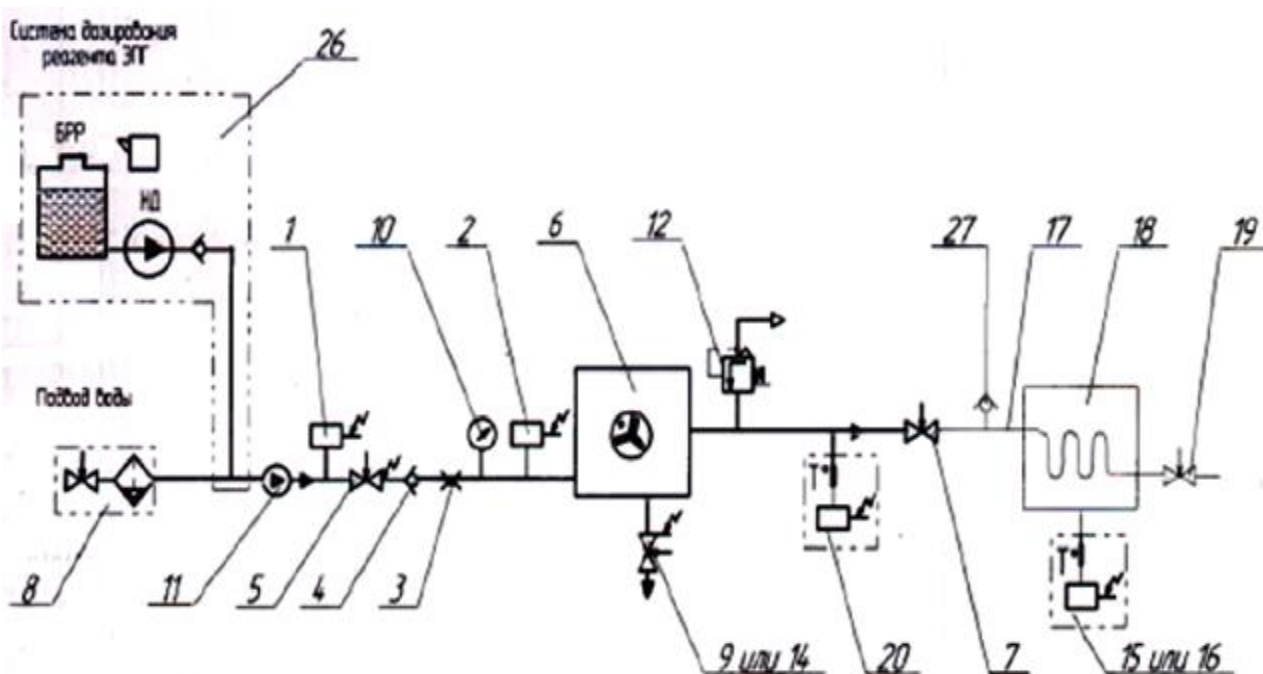 Система дозирования
реагента ЭПГ
26
БРР
НД
1
10
2
6
12
27
17
18
19
Подвод воды
T°
T°
8
11
5
4
3
9 или 14
20
7
15 или 16